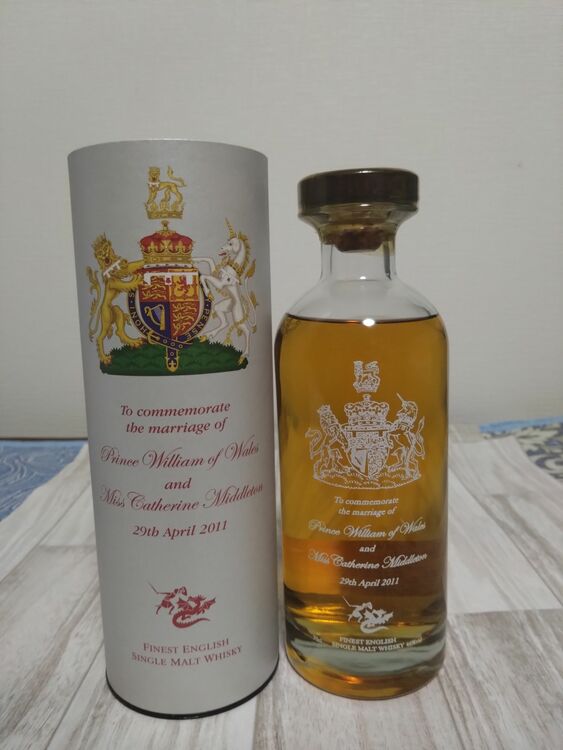 HONI
PENSE
To commemorate
the marriage of
Prince William of Wales
and
Miss Catherine Middleton
29th April 2011
FINEST ENGLISH
SINGLE MALT WHISKY
To commemorate
the marriage of
Prince William of Wales
and
Miss Catherine Middleton
29th April 2011
FINEST ENGLISH
SINGLE MALT WHISKY